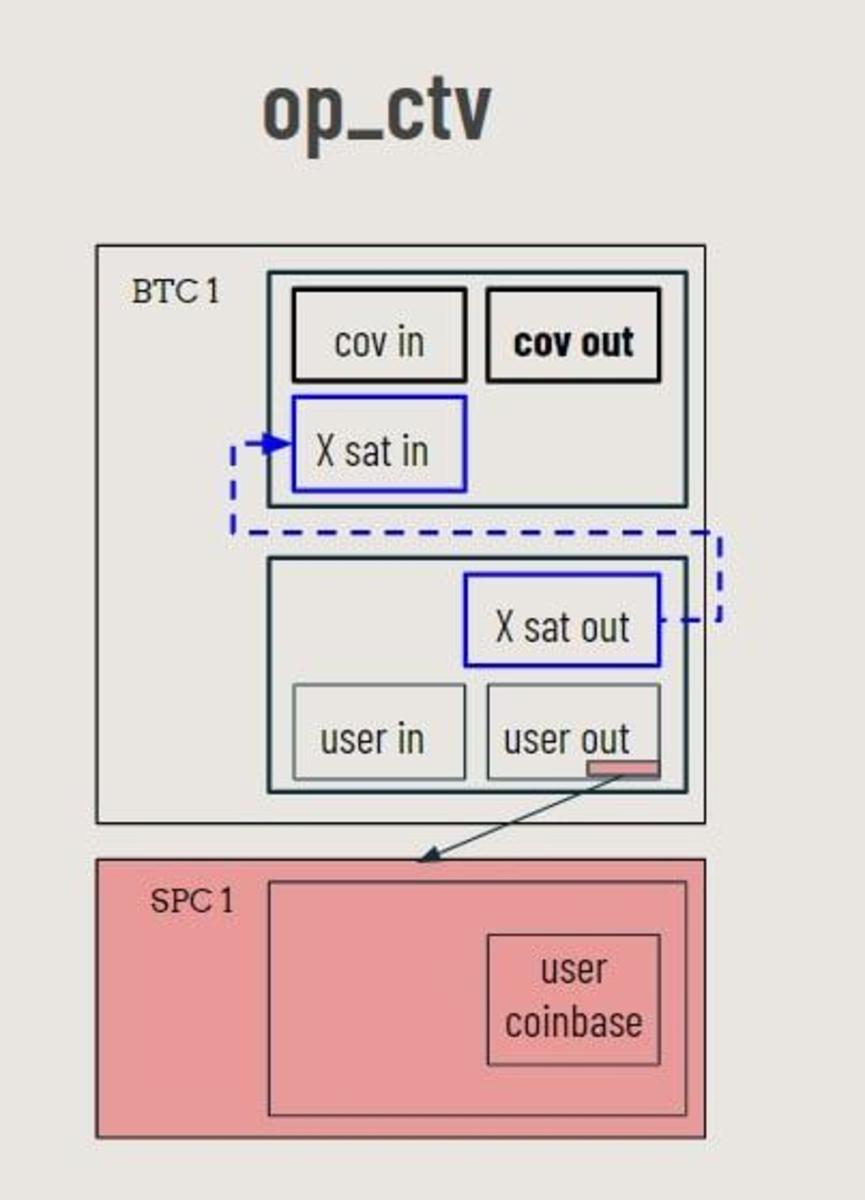 op_ctv
BTC 1
cov in
cov out
X sat in
X sat out
user in
user out
SPC 1
user
coinbase